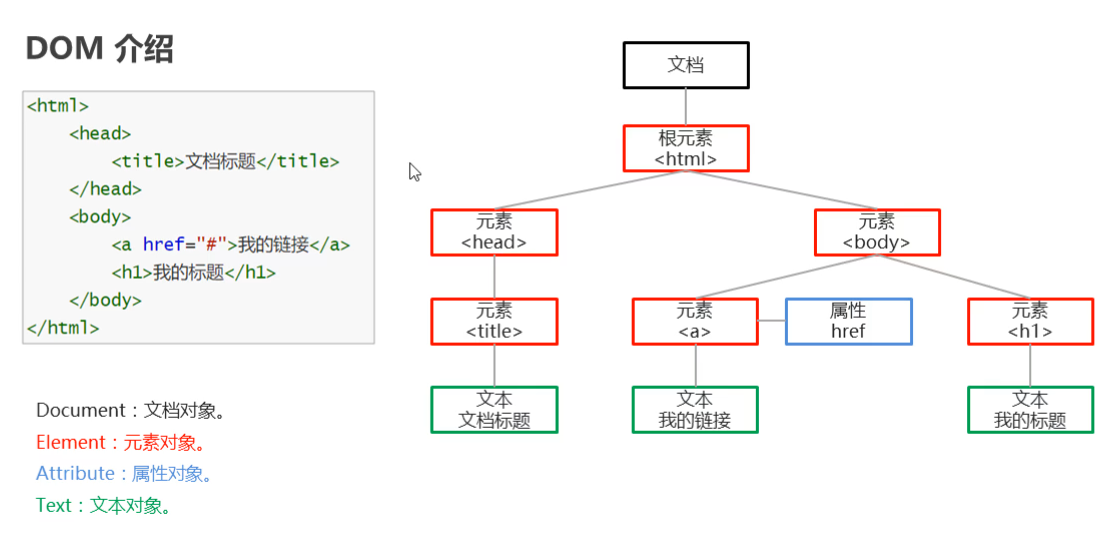 DOM 介绍
<html>
<head>
<title>文档标题</title>
</head>
<body>
<a href="#">我的链接</a>
<h1>我的标题</h1>
</body>
</html>
Document：文档对象。
Element：元素对象。
Attribute：属性对象。
Text：文本对象。
文档
根元素
<html>
元素
<head>
元素
<body>
元素
<title>
元素
<a>
属性
href
元素
<h1>
文本
文档标题
文本
我的链接
文本
我的标题